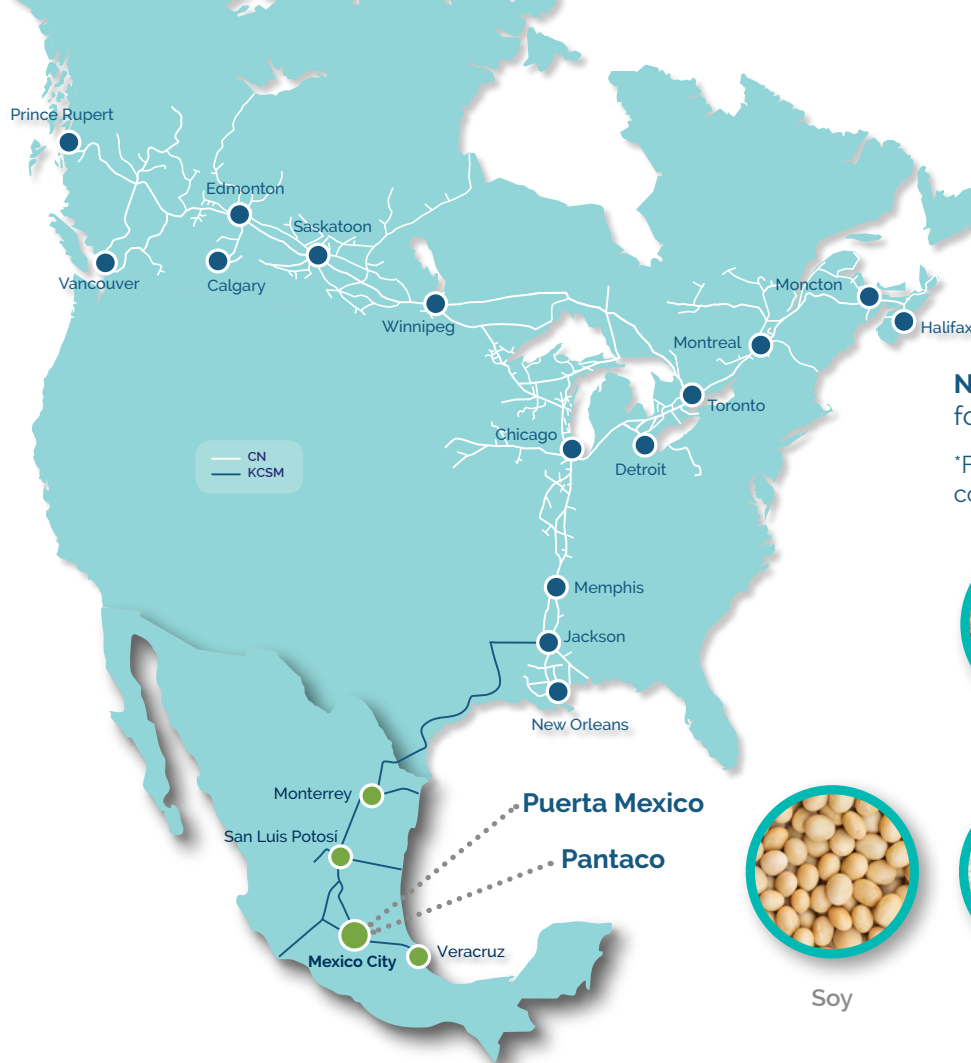 Prince Rupert
Edmonton
Saskatoon
Vancouver
Calgary
Winnipeg
Moncton
Halifax
Montreal
Toronto
Chicago
Detroit
CN
KCSM
Memphis
Jackson
New Orleans
Monterrey
San Luis Potosí
Puerta Mexico
Pantaco
Mexico City
Veracruz
Soy